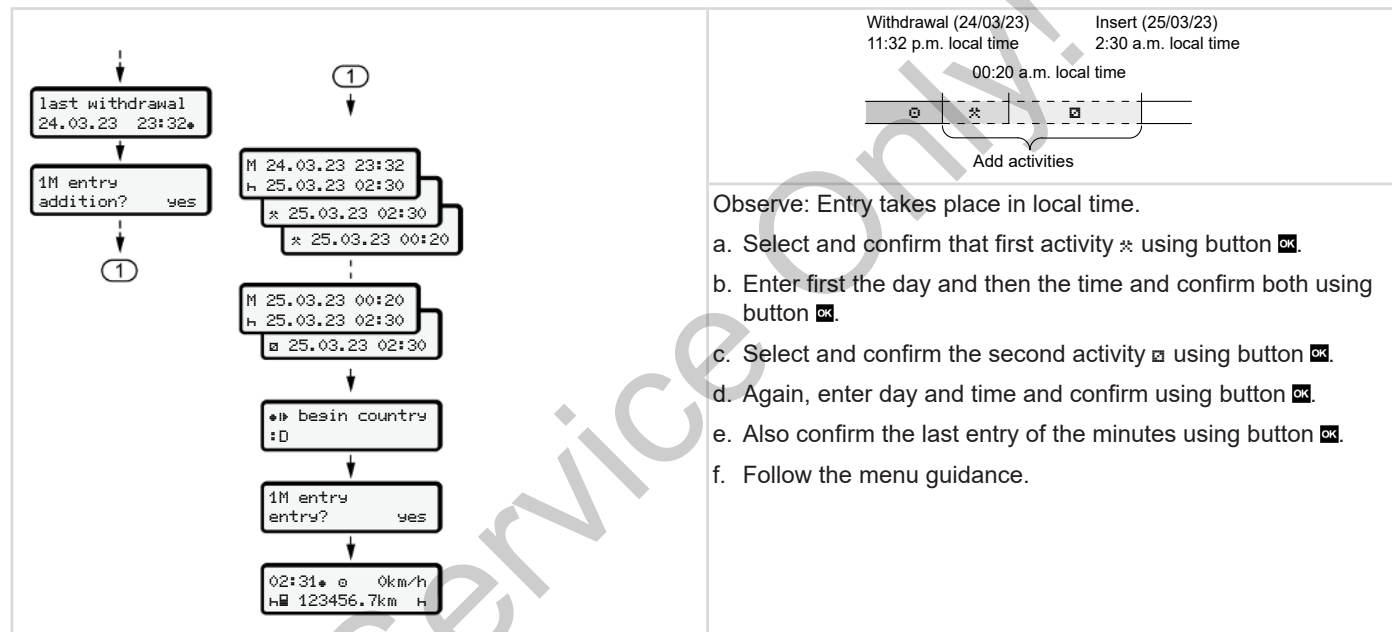 last withdrawal
24.03.23 23:32●
1M entry
addition? yes
1
1
M 24.03.23 23:32
h 25.03.23 02:30
25.03.23 02:30
25.03.23 00:20
M 25.03.23 00:20
h 25.03.23 02:30
25.03.23 02:30
begin country
:D
1M entry
entry? yes
02:31● 0km/h
h 123456.7km h
Withdrawal (24/03/23) Insert (25/03/23)
11:32 p.m. local time 2:30 a.m. local time
00:20 a.m. local time
Add activities
Observe: Entry takes place in local time.
a. Select and confirm that first activity using button OK.
b. Enter first the day and then the time and confirm both using
button OK.
c. Select and confirm the second activity using button OK.
d. Again, enter day and time and confirm using button OK.
e. Also confirm the last entry of the minutes using button OK.
f. Follow the menu guidance.
Service Only!